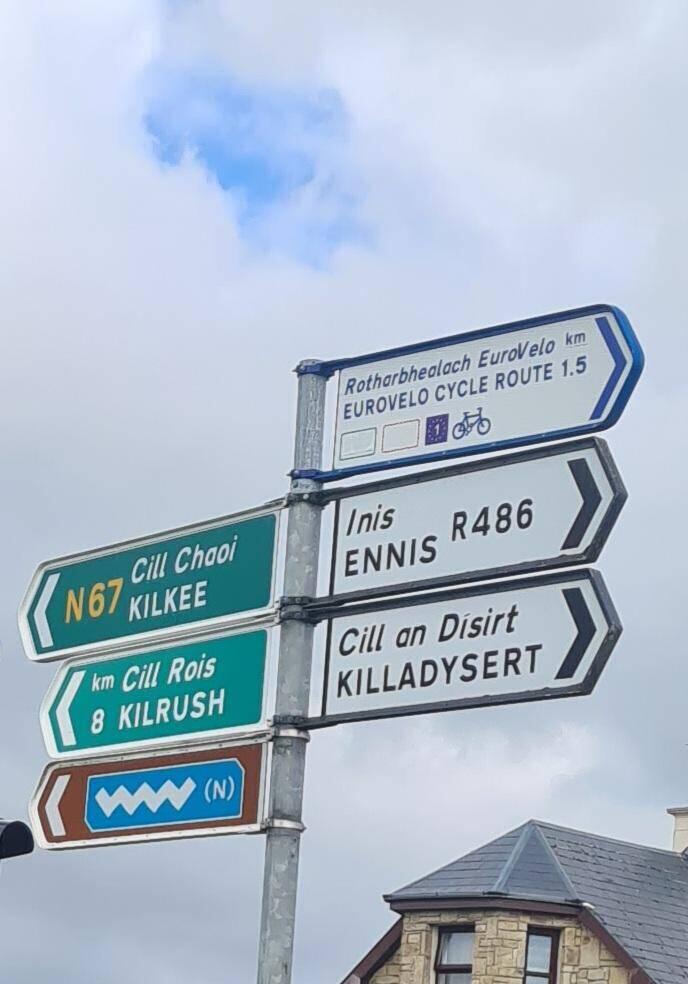 Rotharbhealach EuroVelo km
EUROVELO CYCLE ROUTE 1.5
1
Inis R486
ENNIS
Cill an Dísirt
KILLADYSERT
N67 Cill Chaoi
KILKEE
km Cill Rois
8 KILRUSH
(N)